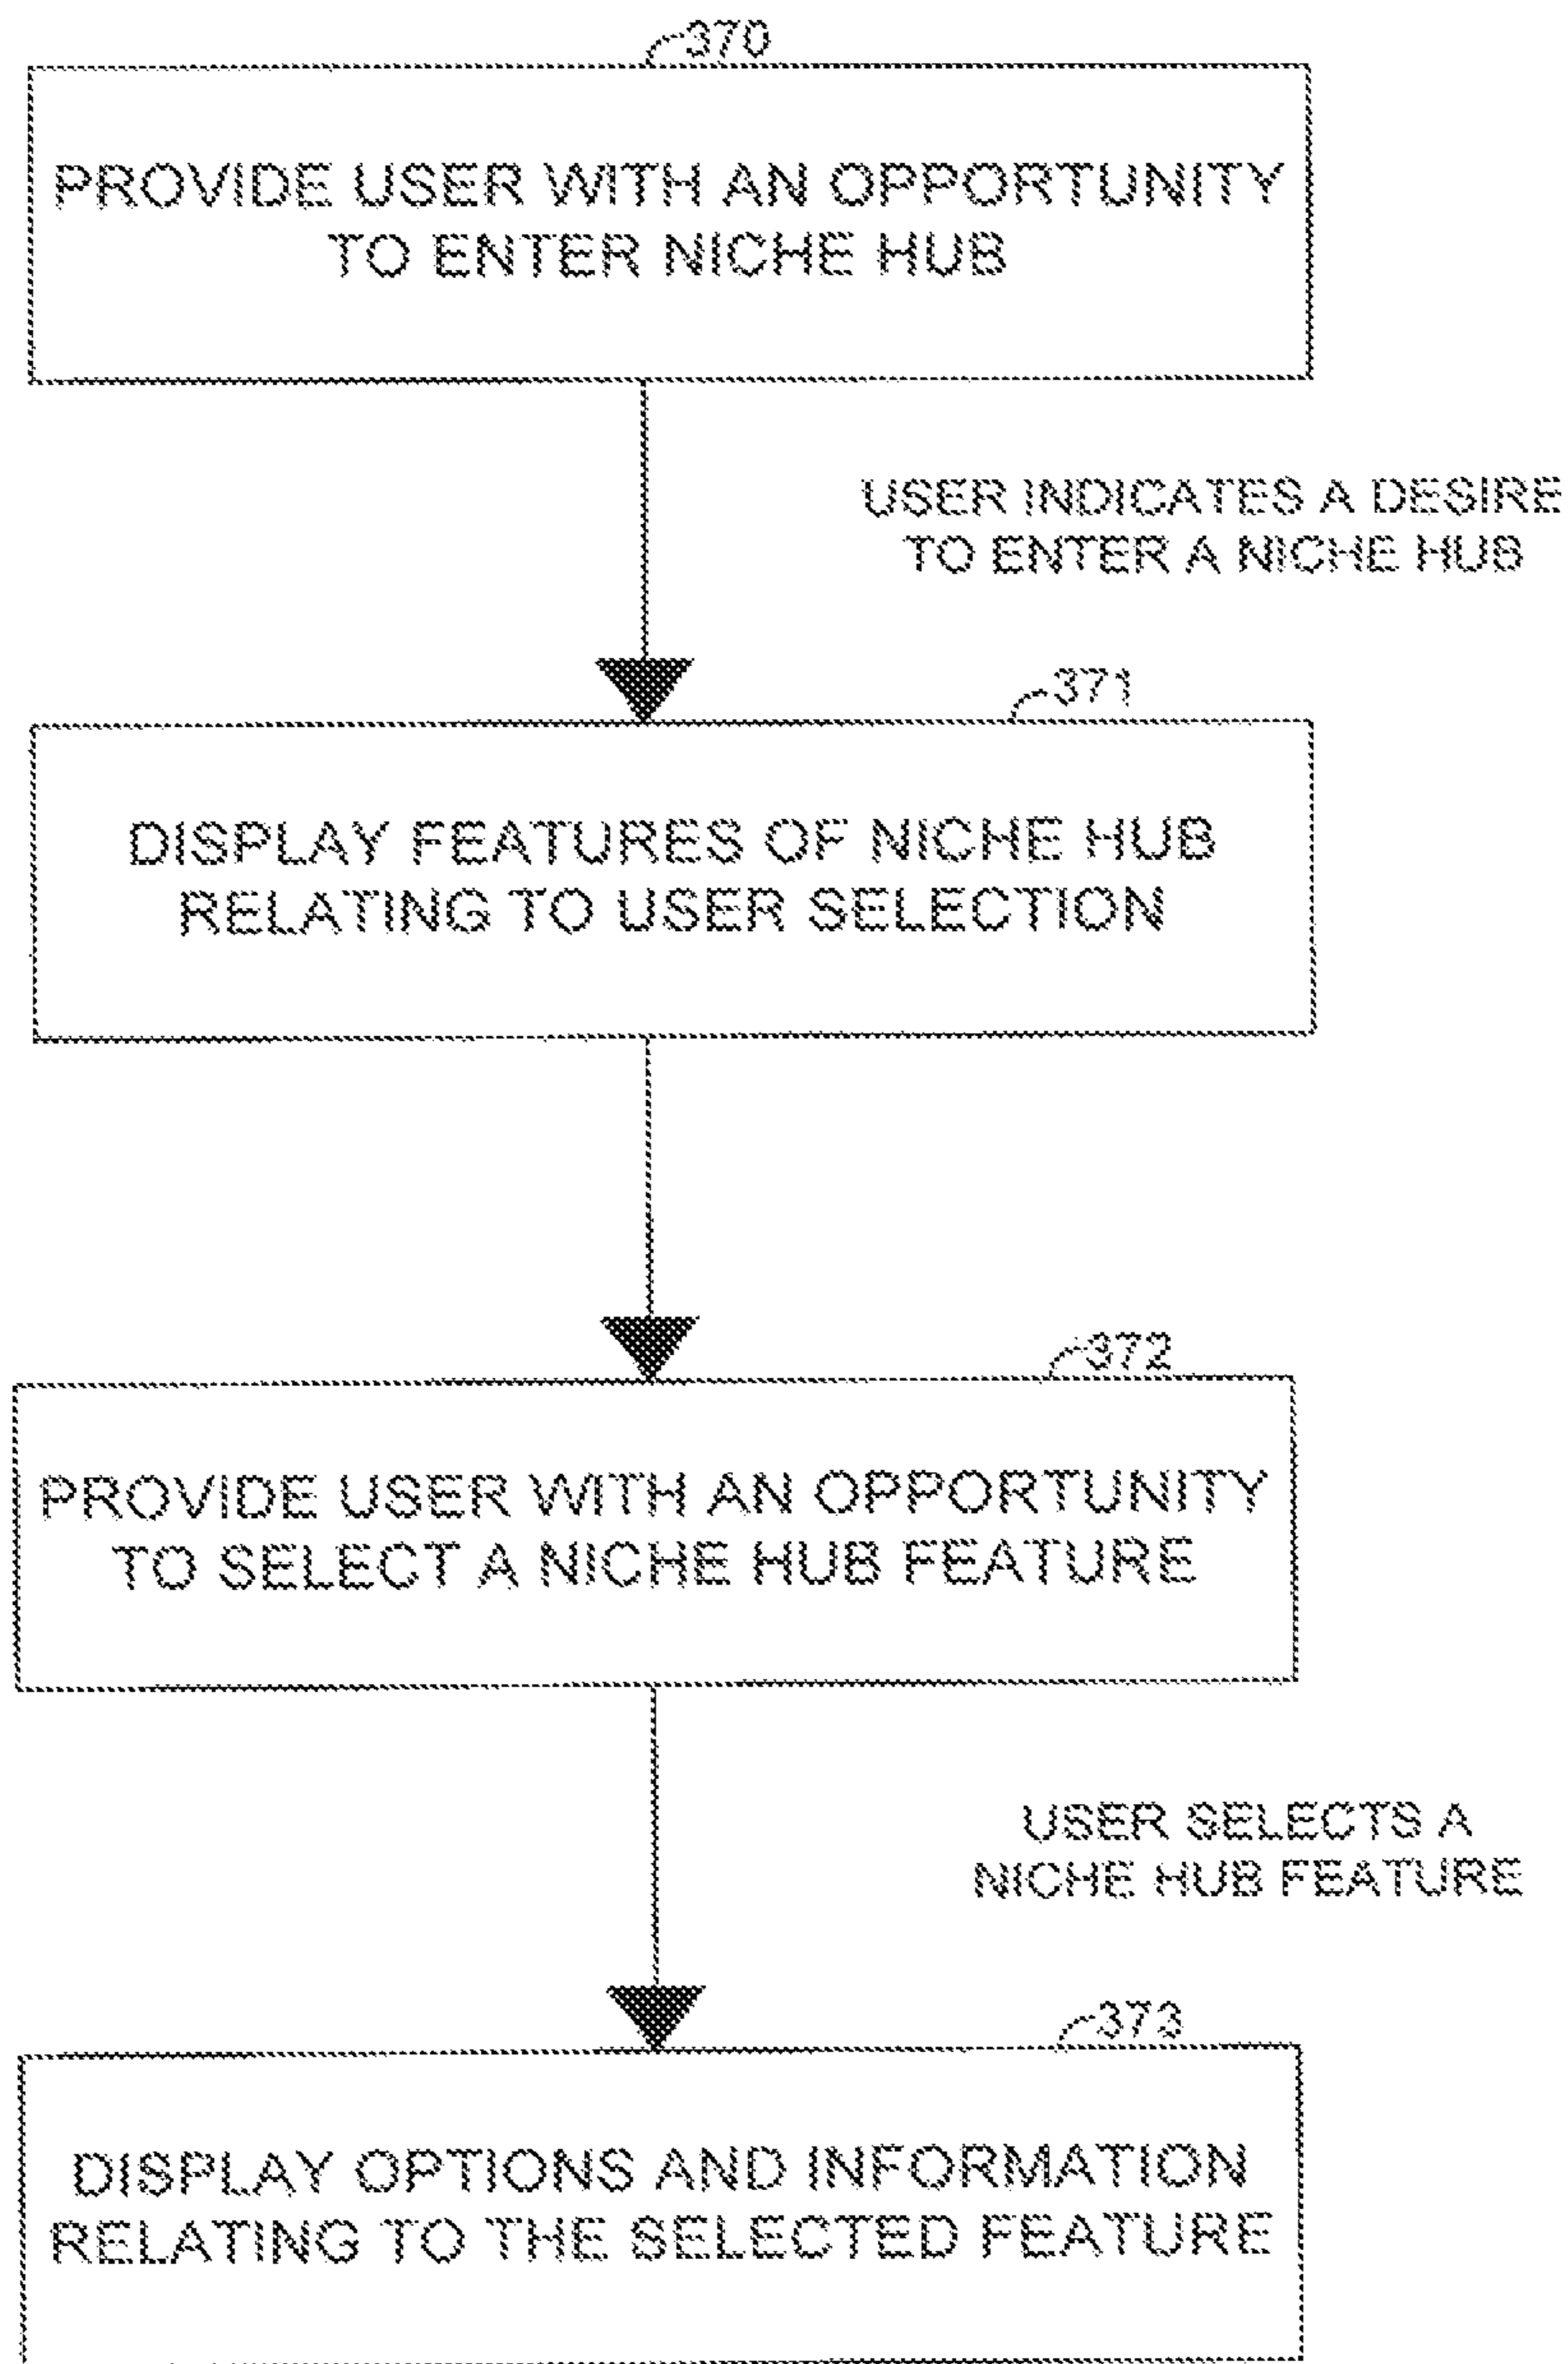 370
PROVIDE USER WITH AN OPPORTUNITY
TO ENTER NICHE HUB
USER INDICATES A DESIRE
TO ENTER A NICHE HUB
371
DISPLAY FEATURES OF NICHE HUB
RELATING TO USER SELECTION
372
PROVIDE USER WITH AN OPPORTUNITY
TO SELECT A NICHE HUB FEATURE
USER SELECTS A
NICHE HUB FEATURE
373
DISPLAY OPTIONS AND INFORMATION
RELATING TO THE SELECTED FEATURE